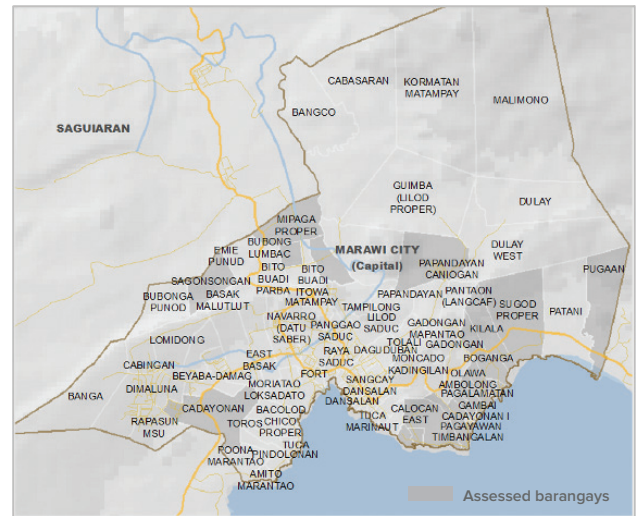 CABASARAN
KORMATAN
MATAMPAY
MALIMONO
BANGCO
SAGUIARAN
GUIMBA
(LILOD
PROPER)
DULAY
MIPAGA
PROPER
MARAWI CITY
(Capital)
DULAY
WEST
EMIE
PUNUD
BUBONG
LUMBAC
PAPANDAYAN
CANIOGAN
PUGAAN
BITO
BUADI
PARBA
BITO
BUADI
ITOWA
SAGONSONGAN
BUBONGA
PUNOD
BASAK
MALUTLUT
MATAMPAY
PAPANDAYAN
PANTAON
(LANGCAF)
SUGOD
PROPER
PATANI
TAMPILONG
LILOD
SADUC
NAVARRO
(DATU
SABER)
PANGGAO
SADUC
GADONGAN
MAPANTAO
GADONGAN
KILALA
LOMIDONG
TOLALI
EAST
BASAK
RAYA
SADUC
DAGUDUBAN
MONCADO
KADINGILAN
BOGANGA
CABINGAN
BEYABA-DAMAG
FORT
OLAWA
DIMALUNA
MORIATAO
LOKSADATO
SANGCAY
DANSALAN
DANSALAN
AMBOLONG
PAGALAMATAN
BANGA
CADAYONAN
BACOLOD
CHICO
PROPER
TUCA
MARINAUT
CALOCAN
EAST
GAMBAI
CADAYONAN I
PAGAYAWAN
TIMBANGALAN
RAPASUN
MSU
TOROS
POONA
MARANTAO
TUCA
PINDOLONAN
AMITO
MARANTAO
Assessed barangays